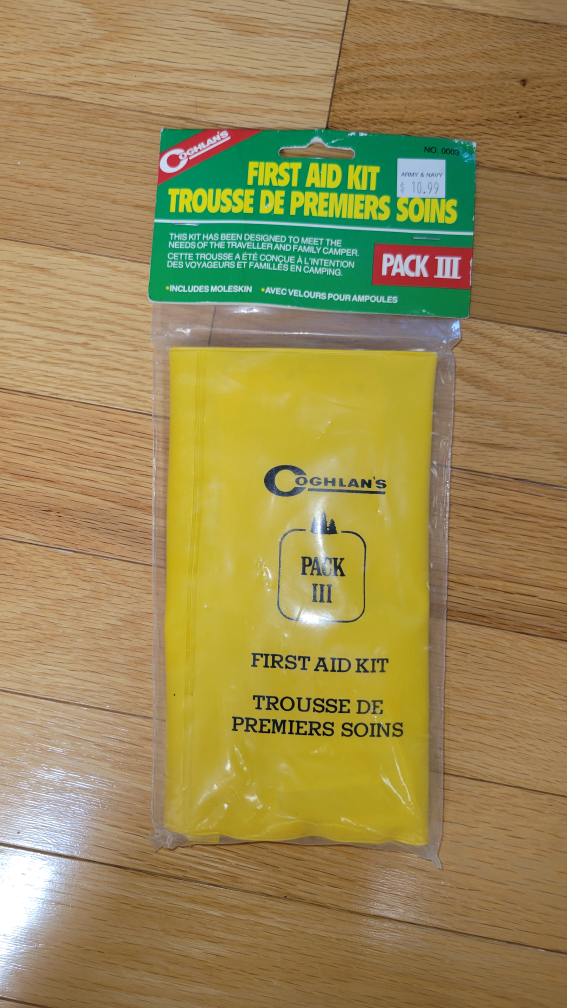 COGHLAN'S
NO. 0003
ARMY & NAVY
$ 10.99
FIRST AID KIT
TROUSSE DE PREMIERS SOINS
THIS KIT HAS BEEN DESIGNED TO MEET THE
NEEDS OF THE TRAVELLER AND FAMILY CAMPER.
CETTE TROUSSE A ÉTÉ CONÇUE À L'INTENTION
DES VOYAGEURS ET FAMILLES EN CAMPING.
PACK III
•INCLUDES MOLESKIN •AVEC VELOURS POUR AMPOULES
COGHLAN'S
PACK
III
FIRST AID KIT
TROUSSE DE
PREMIERS SOINS